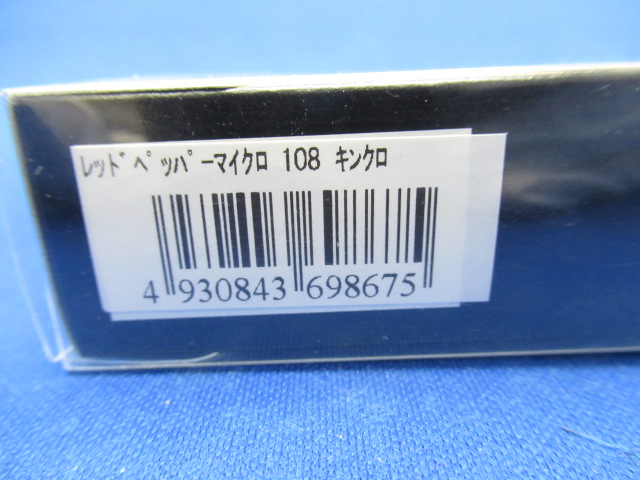 ﾚｯﾄﾞﾍﾟｯﾊﾟｰﾏｲｸﾛ 108 ｷﾝｸﾛ
4 930843 698675